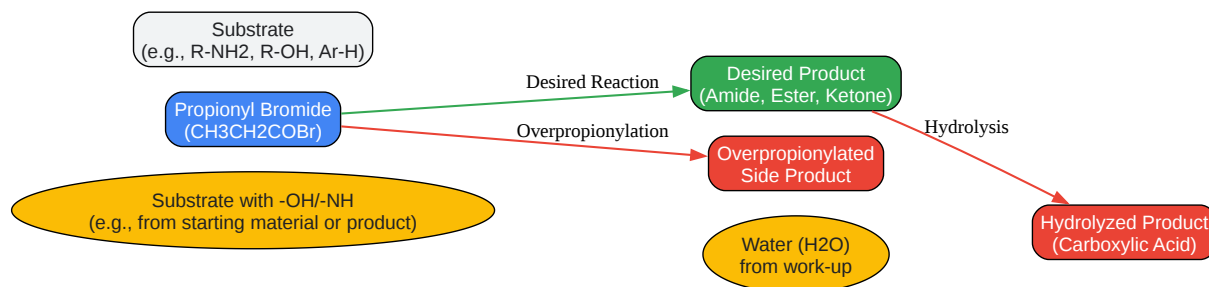 Substrate
(e.g., R-NH2, R-OH, Ar-H)
Propionyl Bromide
(CH3CH2COBr)
Substrate with -OH/-NH
(e.g., from starting material or product)
Desired Reaction
Overpropionylation
Desired Product
(Amide, Ester, Ketone)
Overpropionylated
Side Product
Water (H2O)
from work-up
Hydrolysis
Hydrolyzed Product
(Carboxylic Acid)